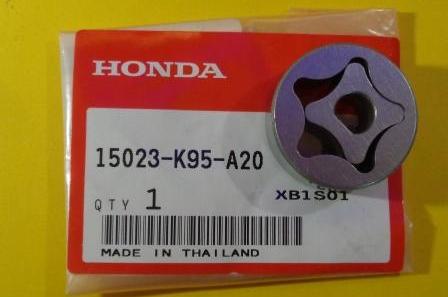 HONDA
15023-K95-A20
QTY 1
XB1S01
MADE IN THAILAND